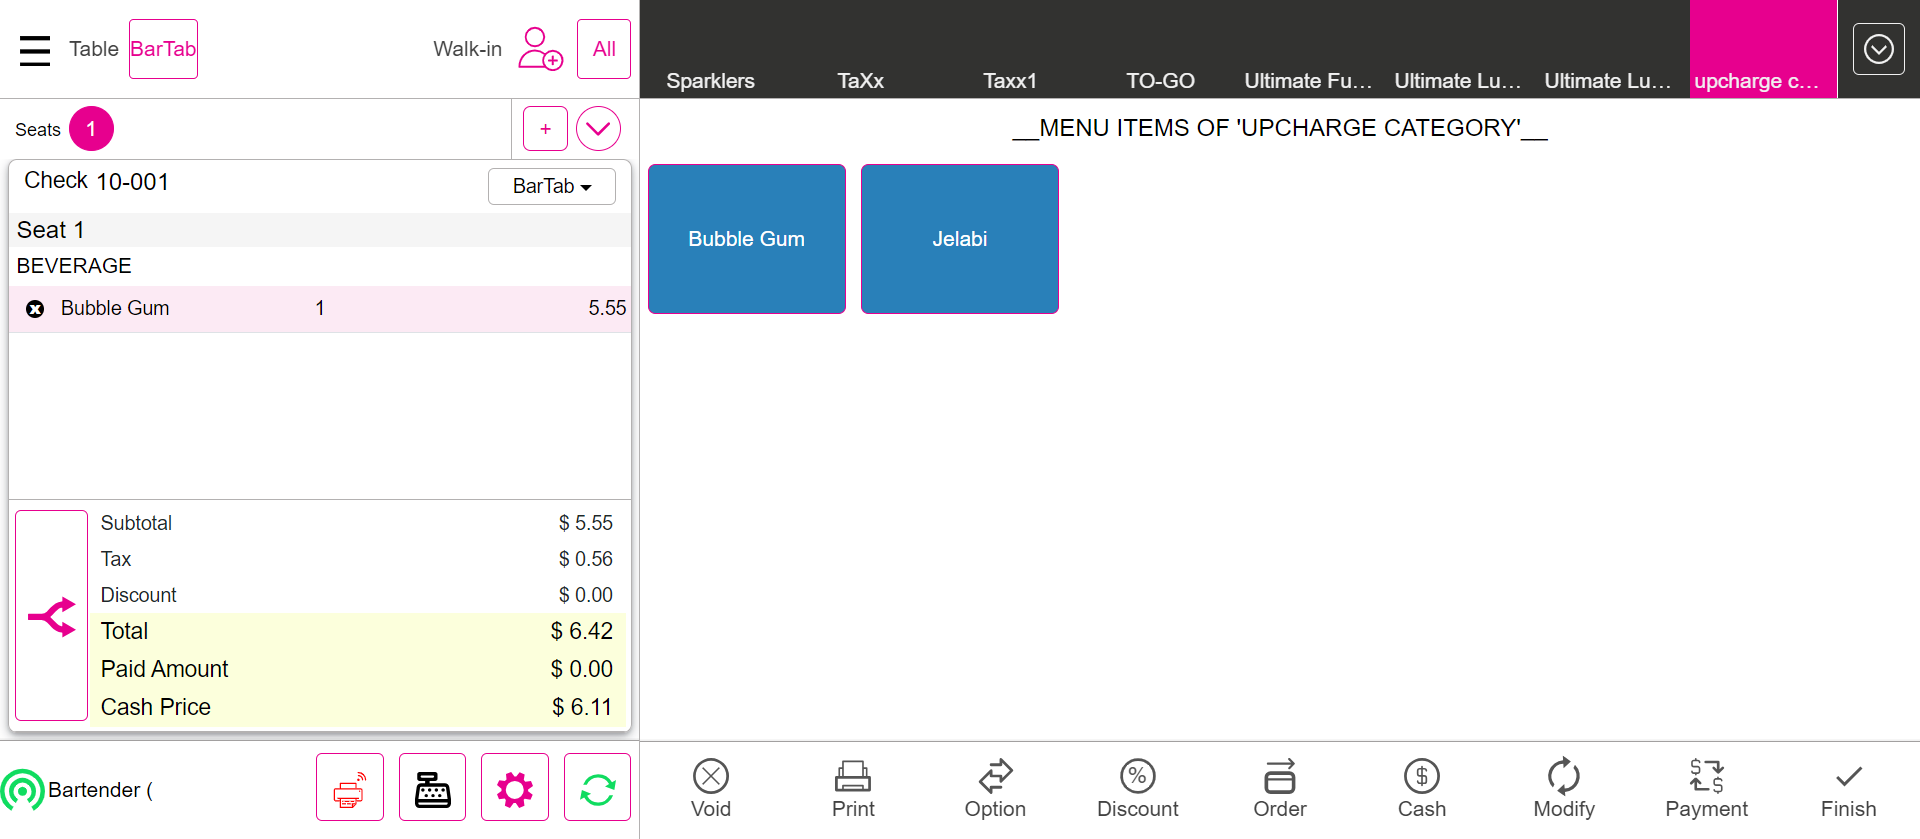 Table BarTab Walk-in All
Sparklers TaXx Taxx1 TO-GO Ultimate Fu... Ultimate Lu... Ultimate Lu... upcharge c...
Seats 1 +
Check 10-001 BarTab
Seat 1
BEVERAGE
Bubble Gum 1 5.55
Subtotal $ 5.55
Tax $ 0.56
Discount $ 0.00
Total $ 6.42
Paid Amount $ 0.00
Cash Price $ 6.11
Bartender (
__MENU ITEMS OF 'UPCHARGE CATEGORY'__
Bubble Gum Jelabi
Void Print Option Discount Order Cash Modify Payment Finish